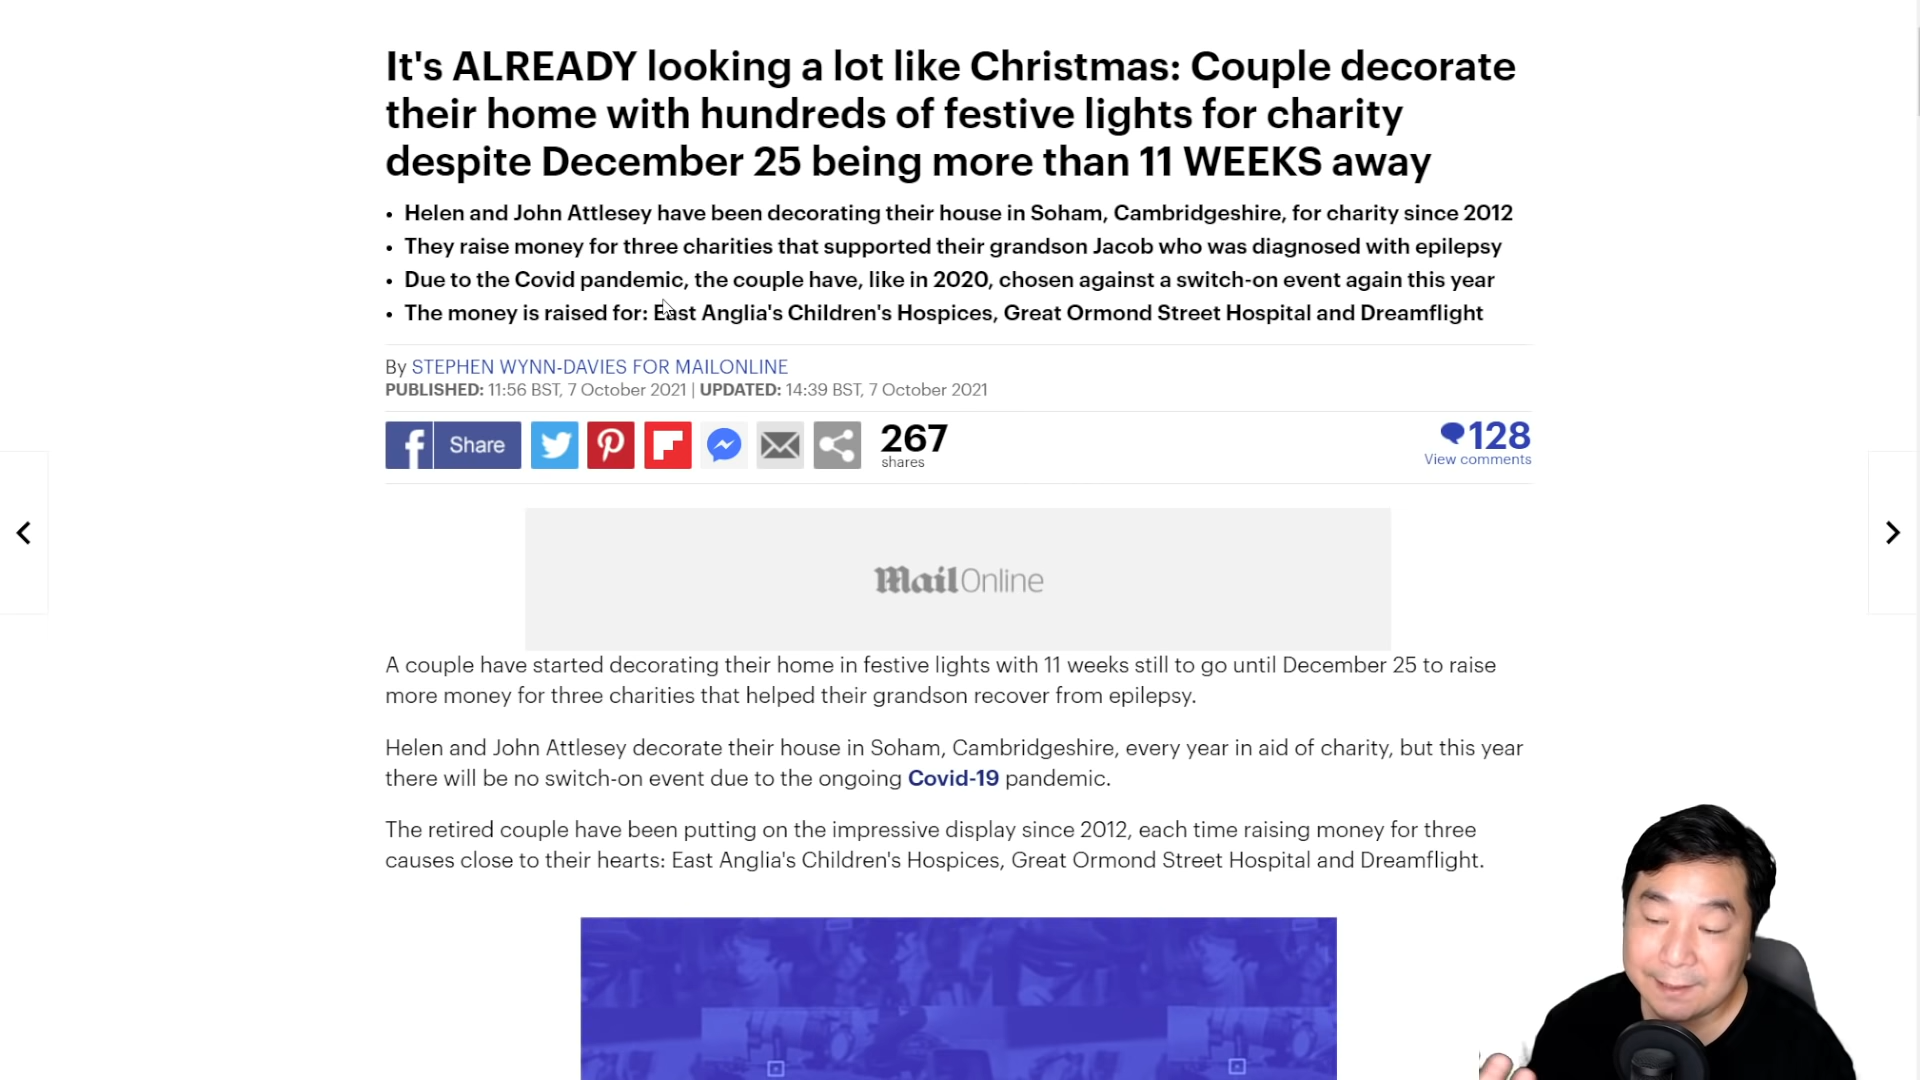 It's ALREADY looking a lot like Christmas: Couple decorate
their home with hundreds of festive lights for charity
despite December 25 being more than 11 WEEKS away
• Helen and John Attlesey have been decorating their house in Soham, Cambridgeshire, for charity since 2012
• They raise money for three charities that supported their grandson Jacob who was diagnosed with epilepsy
• Due to the Covid pandemic, the couple have, like in 2020, chosen against a switch-on event again this year
• The money is raised for: East Anglia's Children's Hospices, Great Ormond Street Hospital and Dreamflight
By STEPHEN WYNN-DAVIES FOR MAILONLINE
PUBLISHED: 11:56 BST, 7 October 2021 | UPDATED: 14:39 BST, 7 October 2021
Share
267
shares
128
View comments
Mail Online
A couple have started decorating their home in festive lights with 11 weeks still to go until December 25 to raise
more money for three charities that helped their grandson recover from epilepsy.
Helen and John Attlesey decorate their house in Soham, Cambridgeshire, every year in aid of charity, but this year
there will be no switch-on event due to the ongoing Covid-19 pandemic.
The retired couple have been putting on the impressive display since 2012, each time raising money for three
causes close to their hearts: East Anglia's Children's Hospices, Great Ormond Street Hospital and Dreamflight.